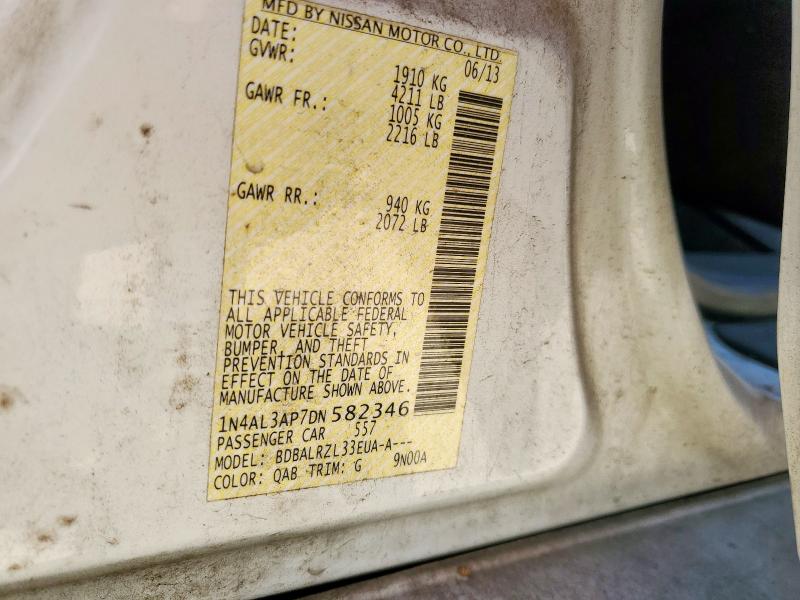 MFD BY NISSAN MOTOR CO., LTD.
DATE: 06/13
GVWR: 1910 KG
4211 LB
GAWR FR.: 1005 KG
2216 LB
GAWR RR.: 940 KG
2072 LB
THIS VEHICLE CONFORMS TO
ALL APPLICABLE FEDERAL
MOTOR VEHICLE SAFETY,
BUMPER, AND THEFT
PREVENTION STANDARDS IN
EFFECT ON THE DATE OF
MANUFACTURE SHOWN ABOVE.
1N4AL3AP7DN 582346
PASSENGER CAR 557
MODEL: BDBALRZL33EUA-A---
COLOR: QAB TRIM: G 9N00A